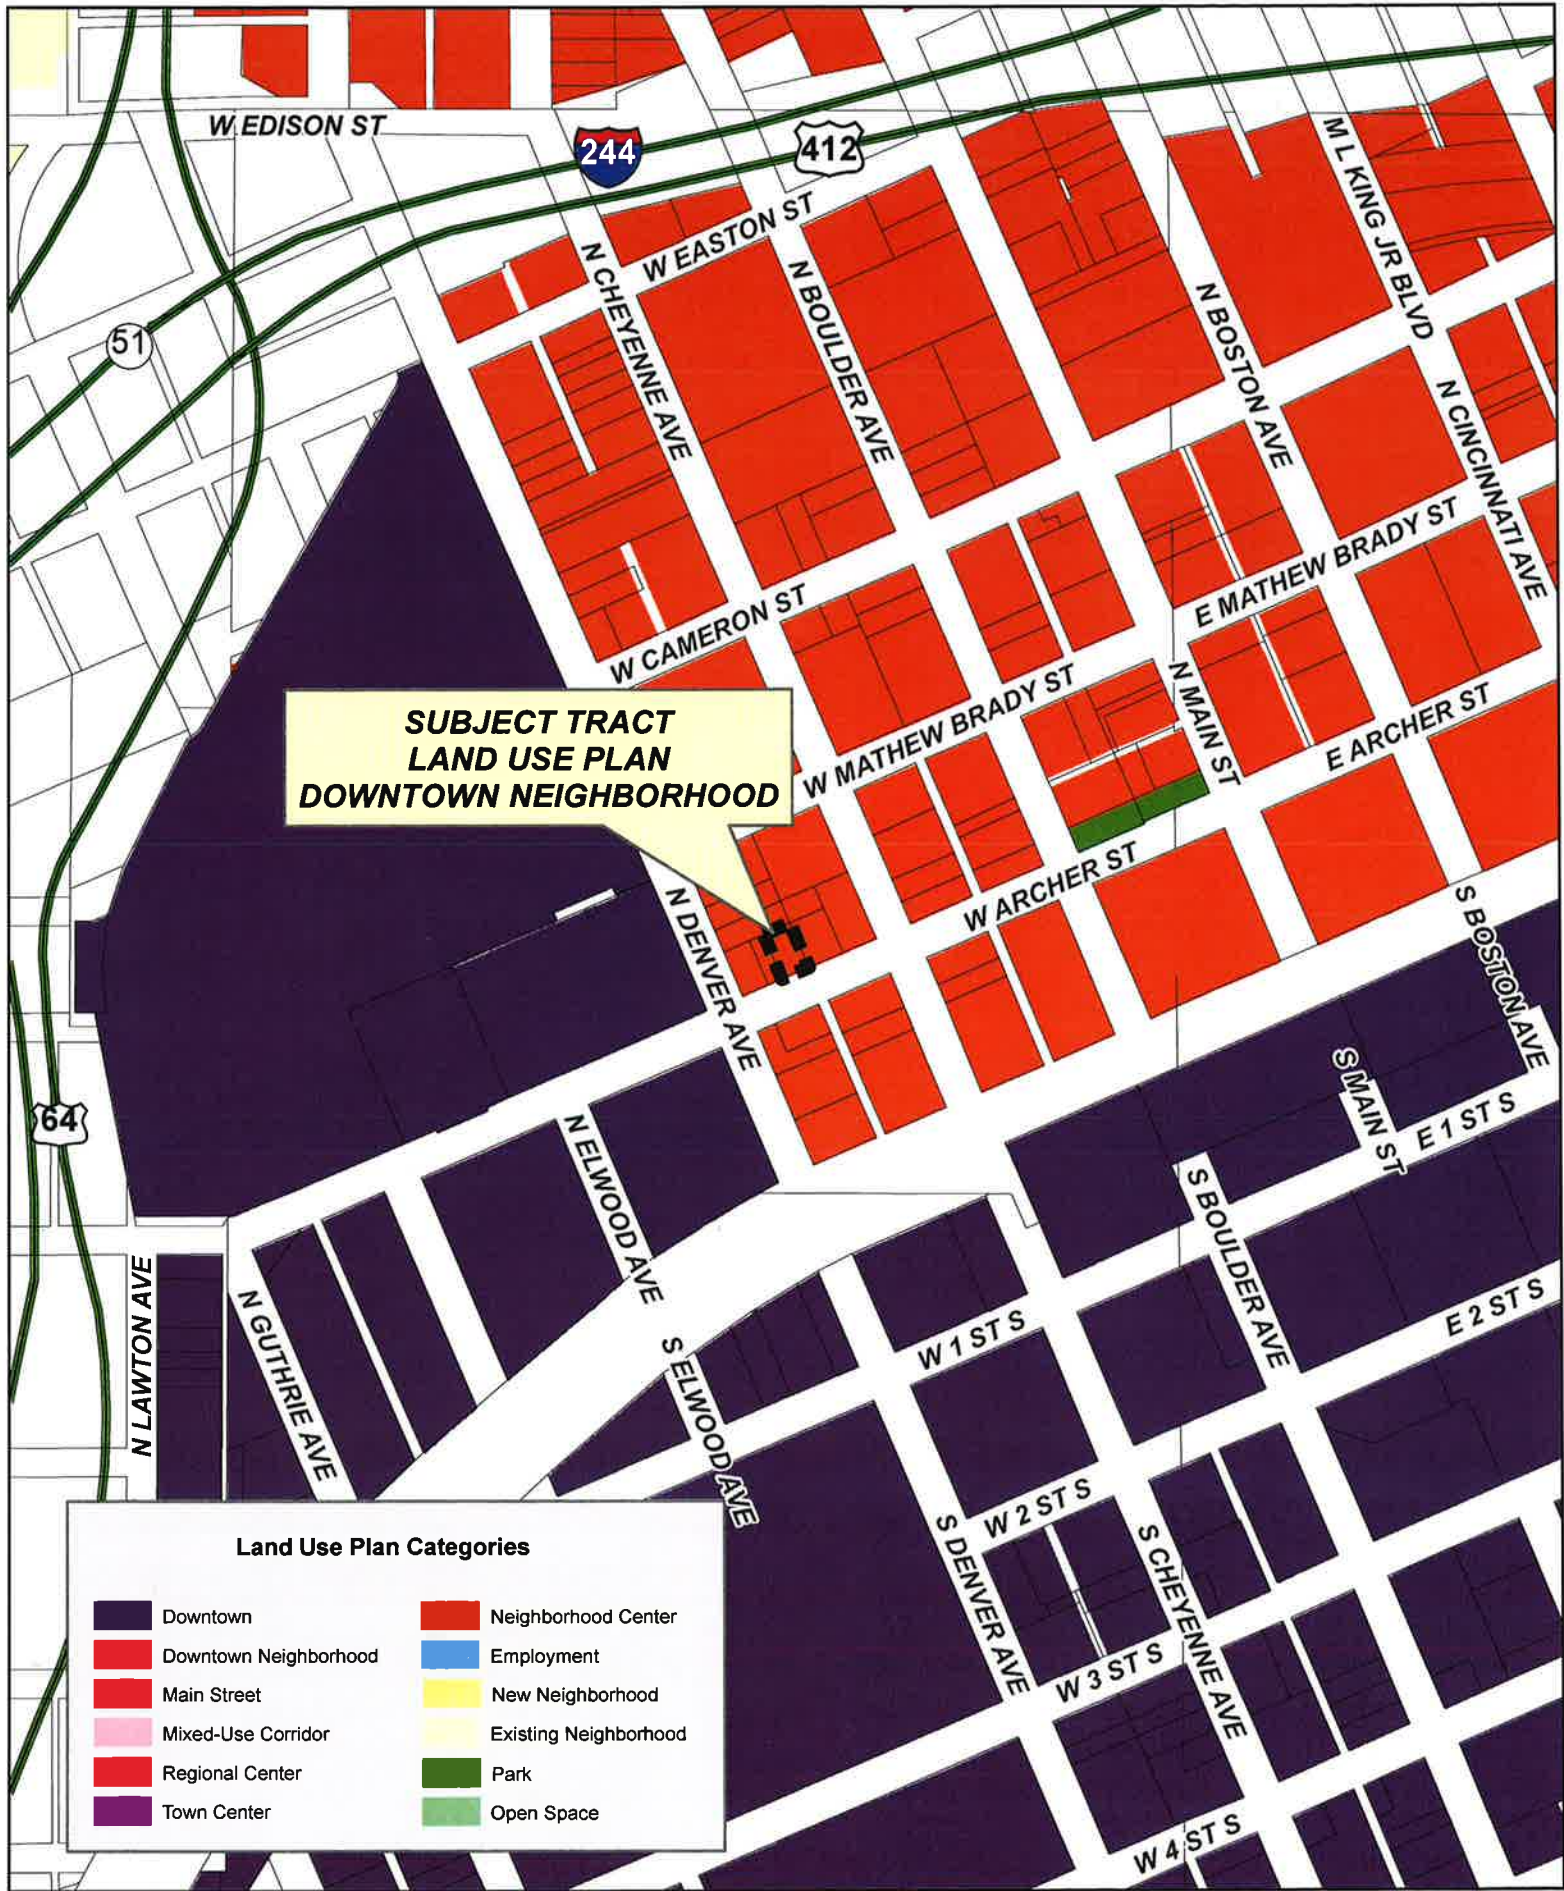 W EDISON ST
244
412
M L KING JR BLVD
W EASTON ST
N CHEYENNE AVE
N BOULDER AVE
N BOSTON AVE
51
N CINCINNATI AVE
E MATHEW BRADY ST
W CAMERON ST
W MATHEW BRADY ST
N MAIN ST
E ARCHER ST
SUBJECT TRACT
LAND USE PLAN
DOWNTOWN NEIGHBORHOOD
W ARCHER ST
N DENVER AVE
S BOSTON AVE
64
S MAIN ST
E 1 ST S
N ELWOOD AVE
S BOULDER AVE
N LAWTON AVE
N GUTHRIE AVE
W 1 ST S
E 2 ST S
S ELWOOD AVE
W 2 ST S
S DENVER AVE
S CHEYENNE AVE
W 3 ST S
W 4 ST S
Land Use Plan Categories
Downtown
Downtown Neighborhood
Main Street
Mixed-Use Corridor
Regional Center
Town Center
Neighborhood Center
Employment
New Neighborhood
Existing Neighborhood
Park
Open Space